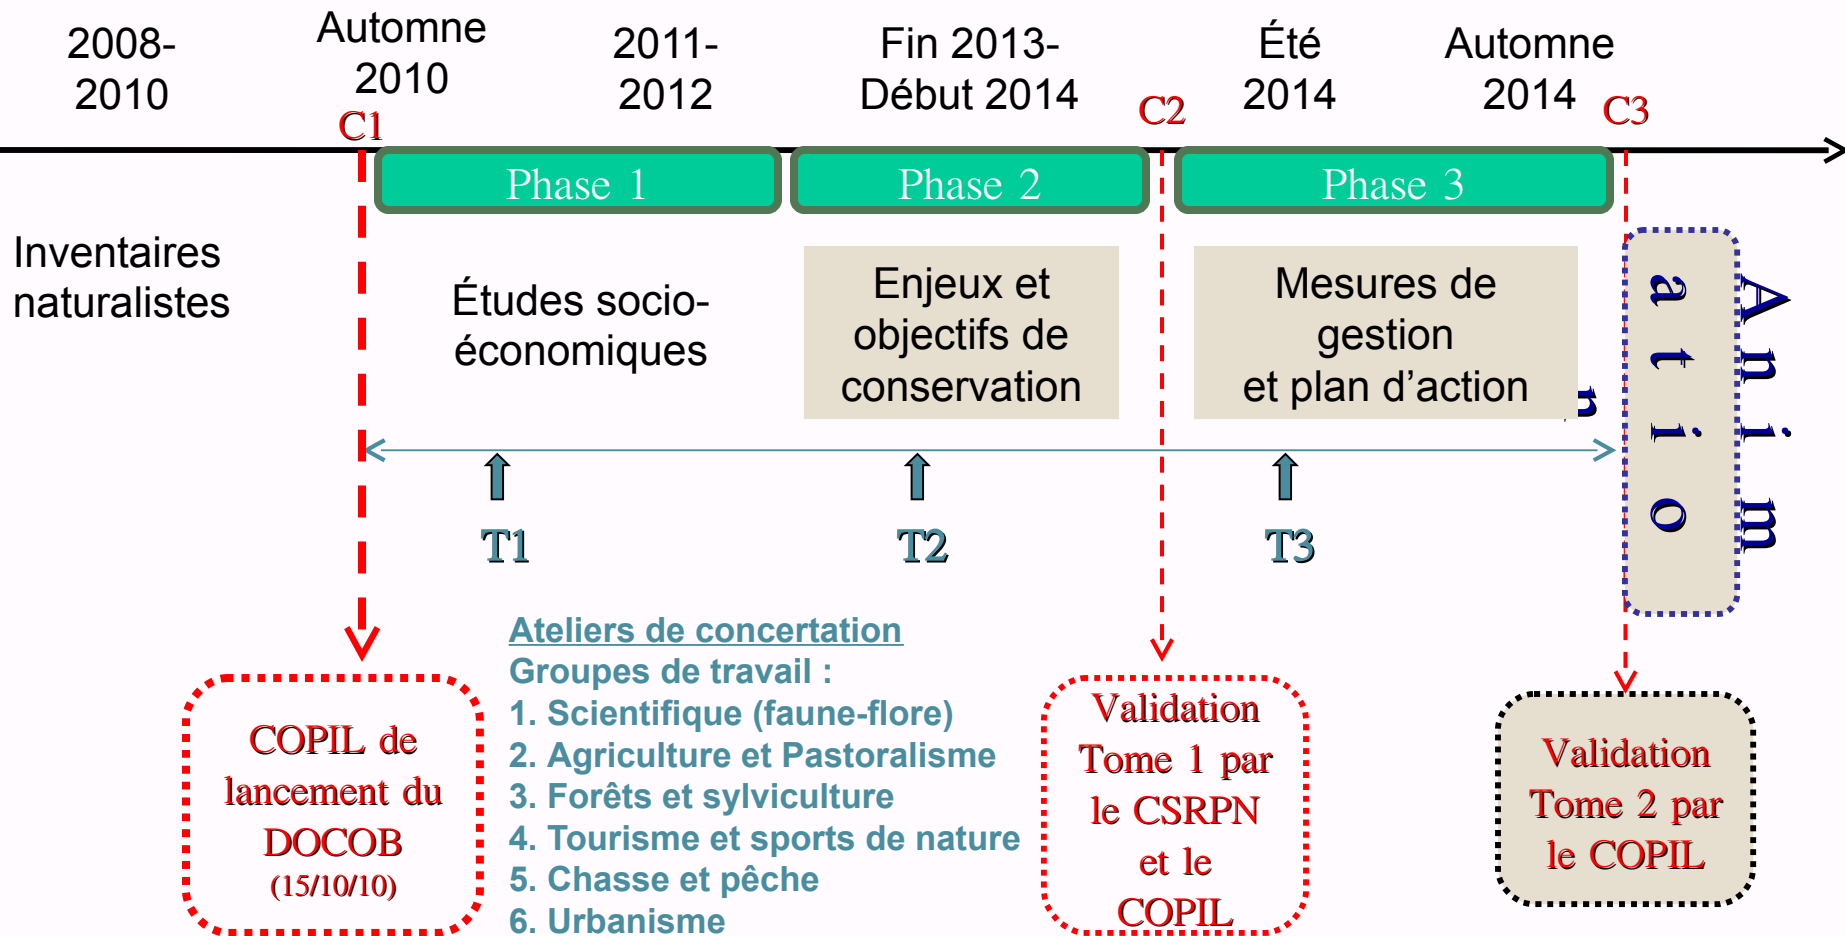 2008-
2010
Automne
2010
2011-
2012
Fin 2013-
Début 2014
Été
2014
Automne
2014
C1
C2
C3
Phase 1
Phase 2
Phase 3
Inventaires
naturalistes
Études socio-
économiques
Enjeux et
objectifs de
conservation
Mesures de
gestion
et plan d’action
Anim
atio
n
T1
T2
T3
COPIL de
lancement du
DOCOB
(15/10/10)
Ateliers de concertation
Groupes de travail :
1. Scientifique (faune-flore)
2. Agriculture et Pastoralisme
3. Forêts et sylviculture
4. Tourisme et sports de nature
5. Chasse et pêche
6. Urbanisme
Validation
Tome 1 par
le CSRPN
et le
COPIL
Validation
Tome 2 par
le COPIL